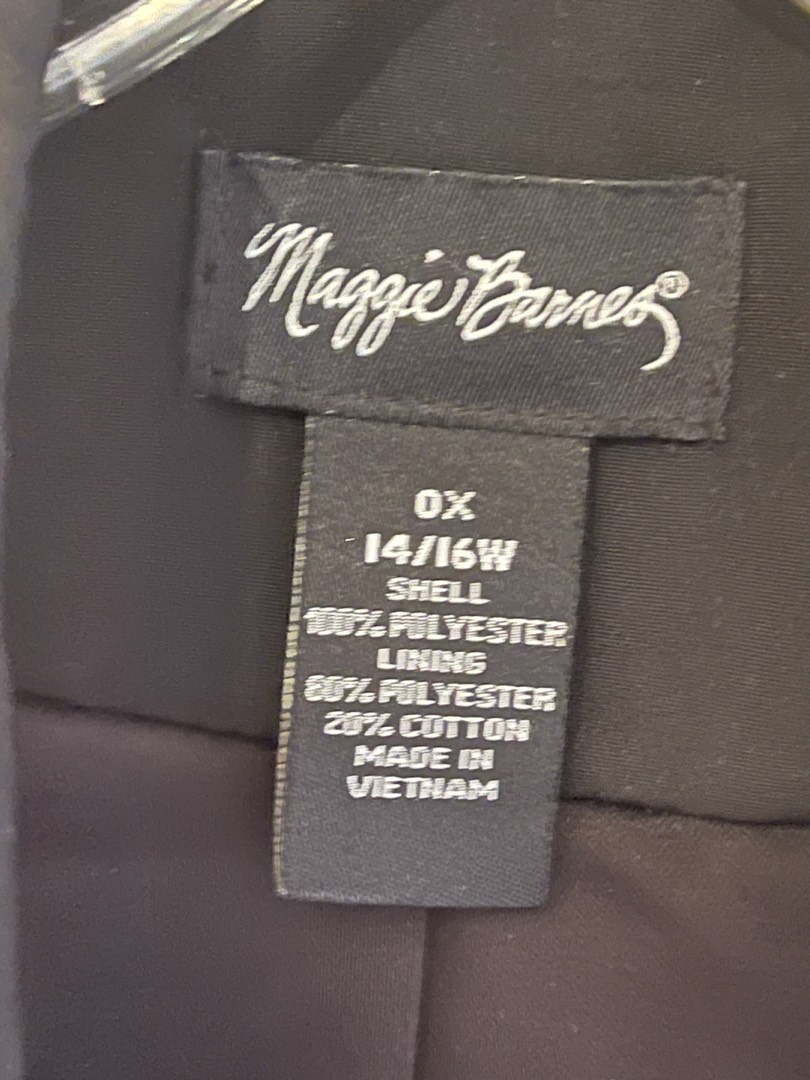 Maggie Barnes®
0X
14/16W
SHELL
100% POLYESTER
LINING
80% POLYESTER
20% COTTON
MADE IN
VIETNAM